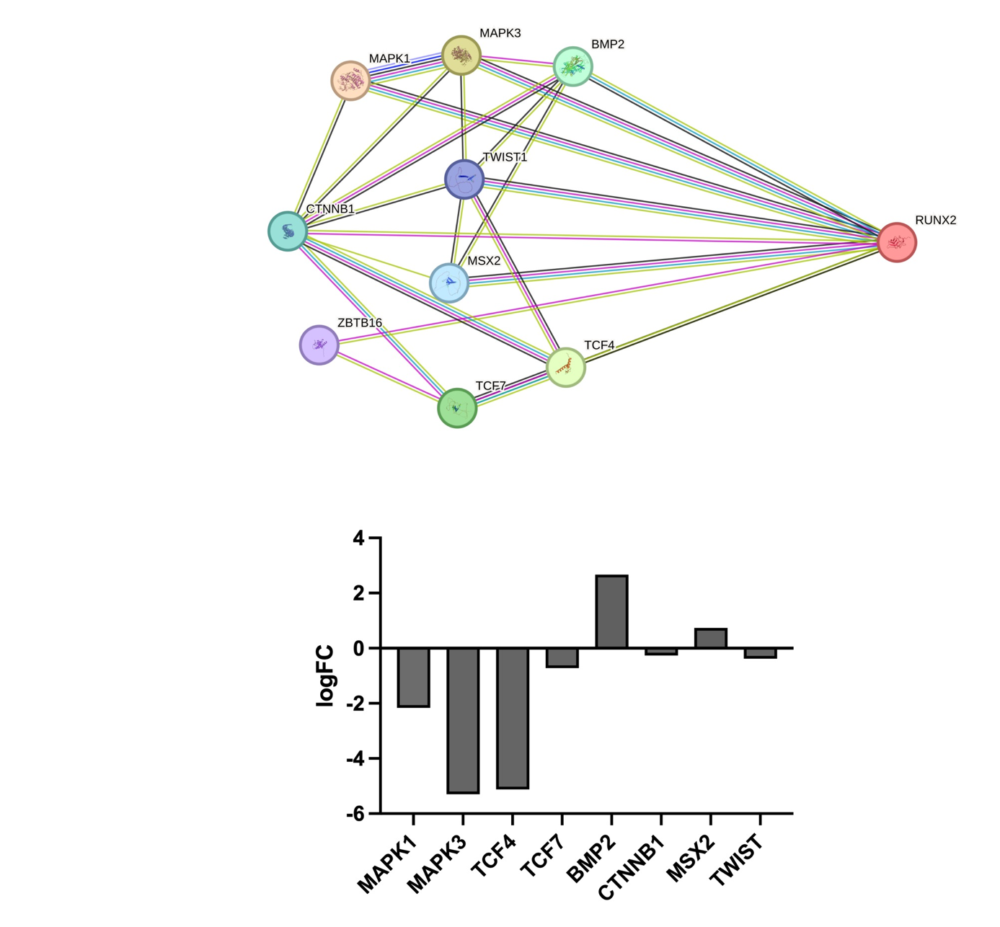 MAPK3
BMP2
MAPK1
TWIST1
CTNNB1
RUNX2
MSX2
ZBTB16
TCF4
TCF7
4
2
0
-2
-4
-6
logFC
MAPK1
MAPK3
TCF4
TCF7
BMP2
CTNNB1
MSX2
TWIST